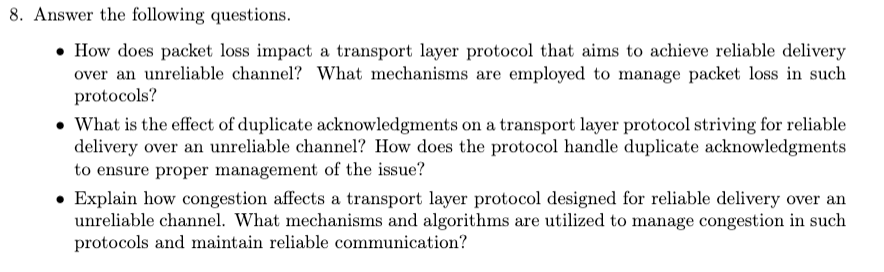 8. Answer the following questions.
• How does packet loss impact a transport layer protocol that aims to achieve reliable delivery
over an unreliable channel? What mechanisms are employed to manage packet loss in such
protocols?
• What is the effect of duplicate acknowledgments on a transport layer protocol striving for reliable
delivery over an unreliable channel? How does the protocol handle duplicate acknowledgments
to ensure proper management of the issue?
• Explain how congestion affects a transport layer protocol designed for reliable delivery over an
unreliable channel. What mechanisms and algorithms are utilized to manage congestion in such
protocols and maintain reliable communication?